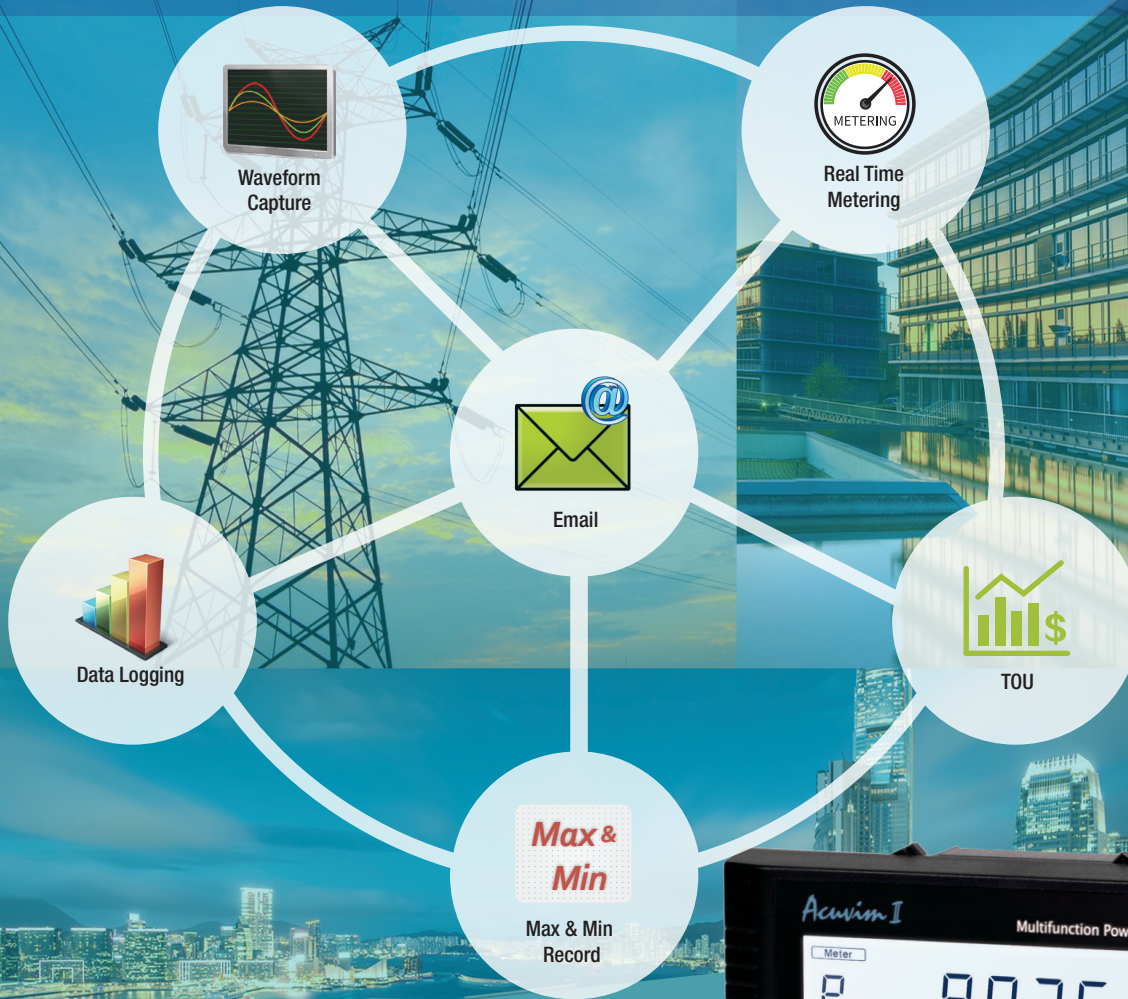 Waveform
Capture
METERING
Real Time
Metering
@
Email
Data Logging
$
TOU
Max &
Min
Max & Min
Record
Acuvim II
Multifunction
Meter
P